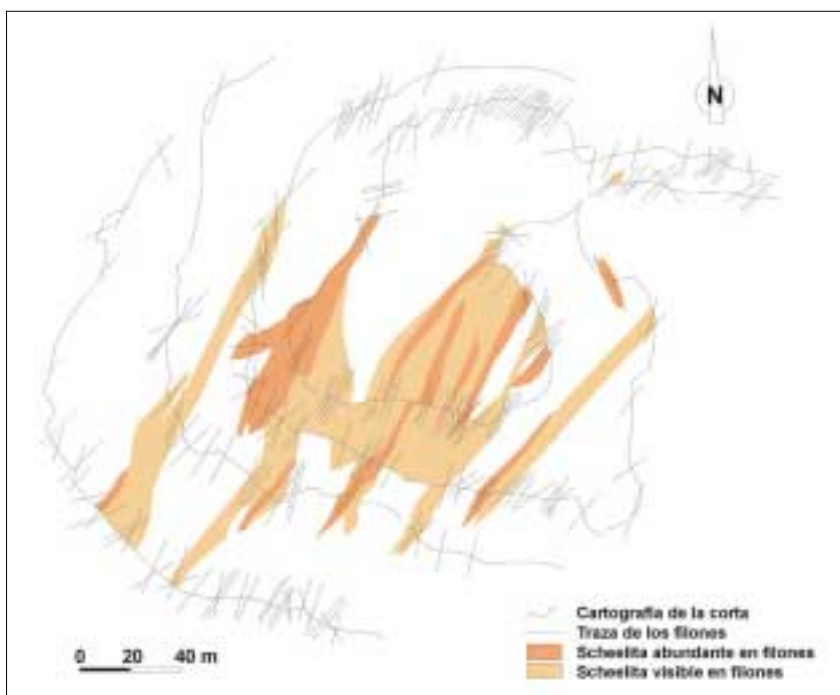 N
Cartografía de la corta
Traza de los filones
Scheelita abundante en filones
Scheelita visible en filones
0 20 40 m